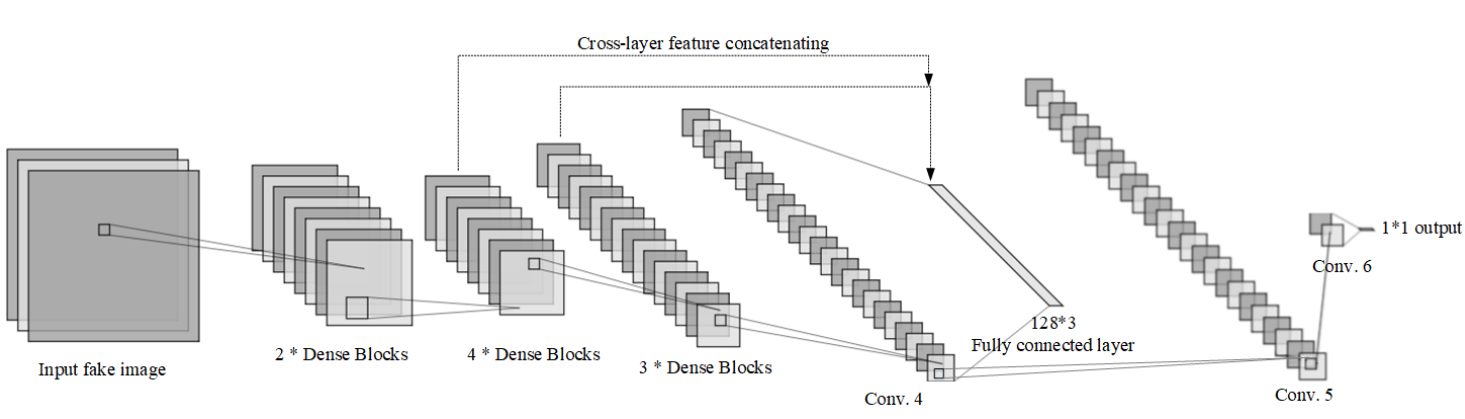 Cross-layer feature concatenating
Input fake image
2 * Dense Blocks
4 * Dense Blocks
3 * Dense Blocks
Conv. 4
128*3
Fully connected layer
Conv. 5
Conv. 6
1*1 output